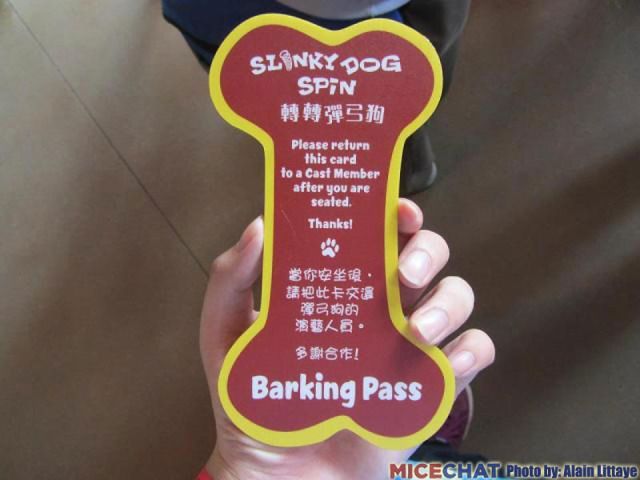 SLINKY DOG
SPIN
轉轉彈弓狗
Please return
this card
to a Cast Member
after you are
seated.
Thanks!
當你安坐後，
請把此卡交還
彈弓狗的
演藝人員。
多謝合作!
Barking Pass
MICECHAT Photo by: Alain Littaye